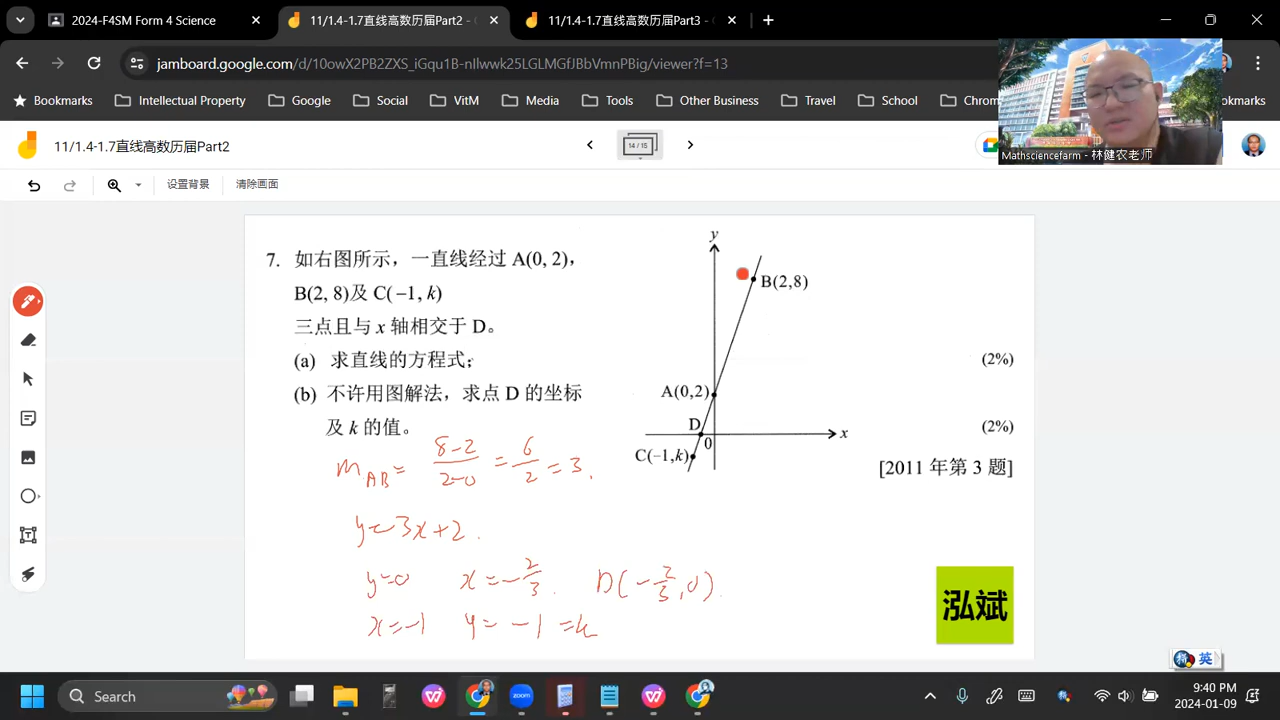 2024-F4SM Form 4 Science
11/1.4-1.7直线高数历届Part2 -
11/1.4-1.7直线高数历届Part3 -
jamboard.google.com/d/10owX2PB2ZXS_iGqu1B-nIlwwk25LGLMGfJBbVmnPBig/viewer?f=13
Bookmarks
Intellectual Property
Google
Social
VitM
Media
Tools
Other Business
Travel
School
Chrom
okmarks
Mathsciencefarm - 林健农老师
11/1.4-1.7直线高数历届Part2
14 / 15
设置背景
清除画面
7. 如右图所示，一直线经过 A(0, 2)，
B(2, 8)及 C(−1, k)
三点且与 x 轴相交于 D。
(a) 求直线的方程式；
(2%)
(b) 不许用图解法，求点 D 的坐标
及 k 的值。
(2%)
[2011 年第 3 题]
y
B(2,8)
A(0,2)
D
0
x
C(−1,k)
m AB = 8-2/2-0 = 6/2 = 3.
y=3x+2.
y=0 x=-2/3. D(-2/3,0).
x=-1 y= -1 =k
泓斌
英
Search
zoom
9:40 PM
2024-01-09